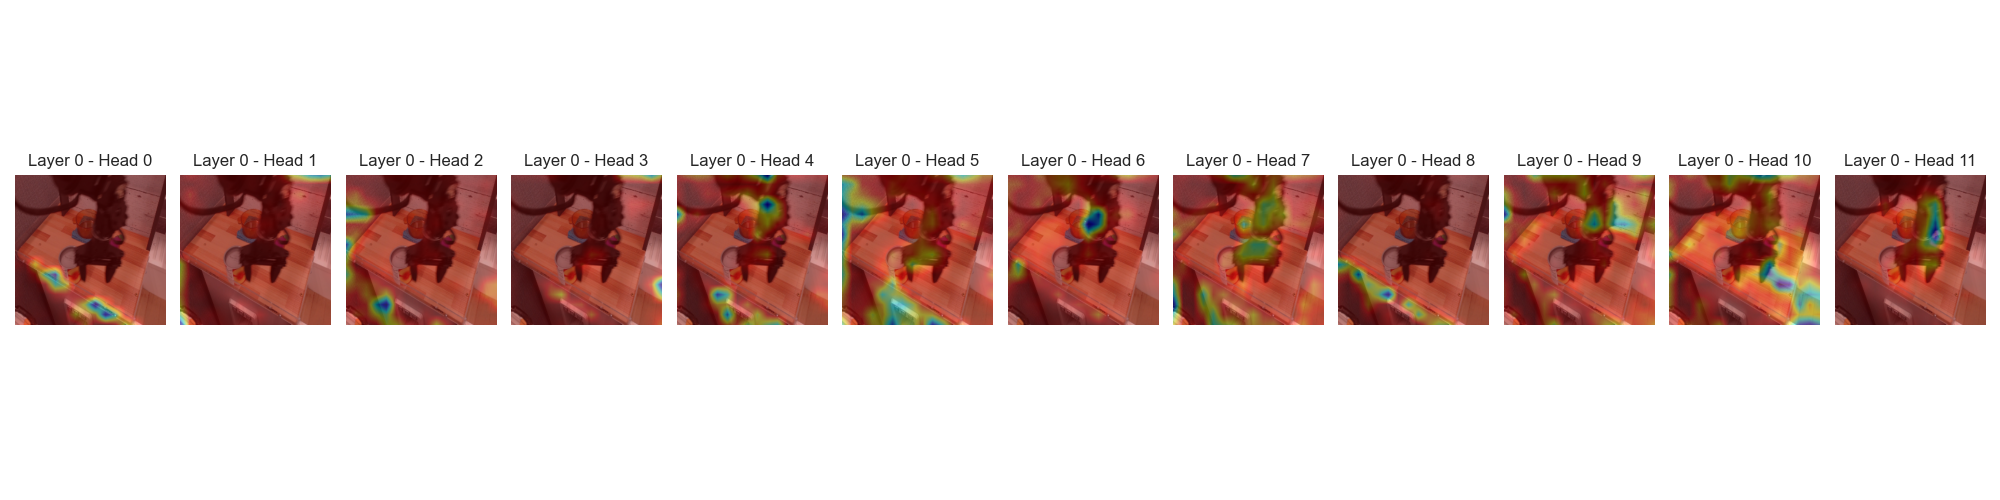 Layer 0 - Head 0
Layer 0 - Head 1
Layer 0 - Head 2
Layer 0 - Head 3
Layer 0 - Head 4
Layer 0 - Head 5
Layer 0 - Head 6
Layer 0 - Head 7
Layer 0 - Head 8
Layer 0 - Head 9
Layer 0 - Head 10
Layer 0 - Head 11